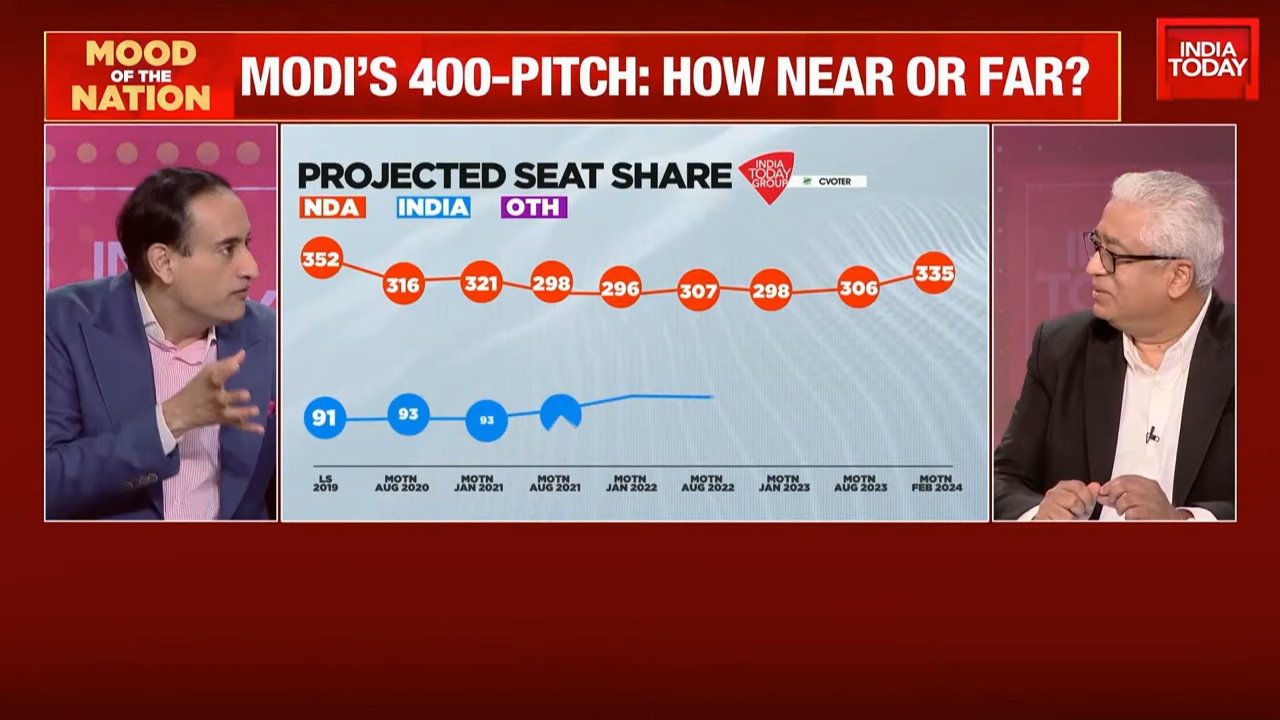 MOOD
OF THE
NATION
MODI'S 400-PITCH: HOW NEAR OR FAR?
INDIA
TODAY
PROJECTED SEAT SHARE
INDIA
TODAY
GROUP
CVOTER
NDA INDIA OTH
352 316 321 298 296 307 298 306 335
91 93 93
LS MOTN MOTN MOTN MOTN MOTN MOTN MOTN MOTN
2019 AUG 2020 JAN 2021 AUG 2021 JAN 2022 AUG 2022 JAN 2023 AUG 2023 FEB 2024